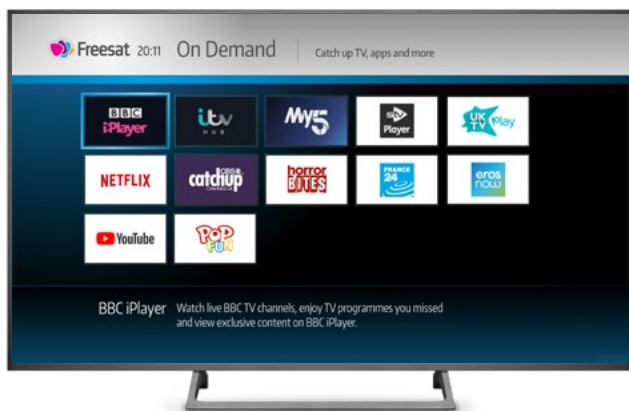 Freesat 20:11 On Demand Catch up TV, apps and more
BBC iPlayer
itv HUB
My5
STV Player
UKTV Play
NETFLIX
catchup CBS
horror BITES
FRANCE 24
eros now
YouTube
POP FUN
BBC iPlayer Watch live BBC TV channels, enjoy TV programmes you missed
and view exclusive content on BBC iPlayer.